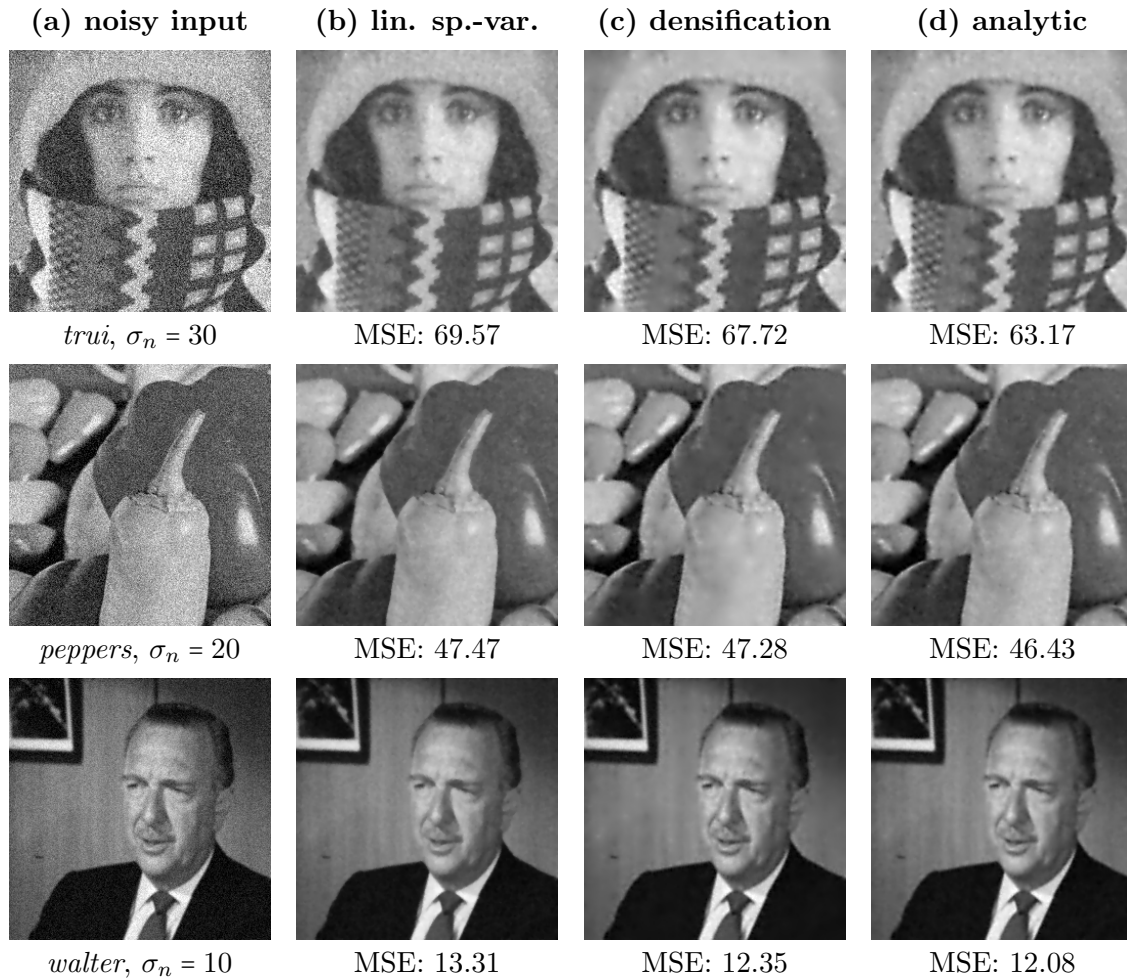 (a) noisy input (b) lin. sp.-var. (c) densification (d) analytic
trui, σₙ = 30 MSE: 69.57 MSE: 67.72 MSE: 63.17
peppers, σₙ = 20 MSE: 47.47 MSE: 47.28 MSE: 46.43
walter, σₙ = 10 MSE: 13.31 MSE: 12.35 MSE: 12.08